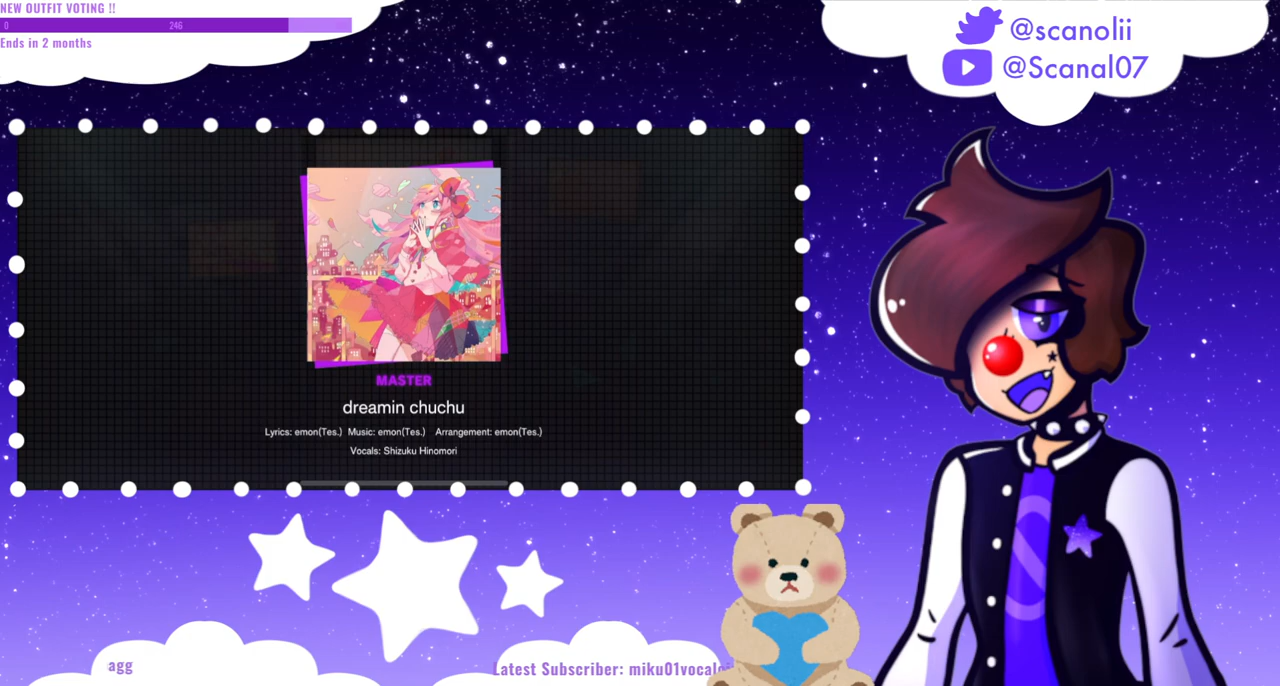 NEW OUTFIT VOTING !!
0 246
Ends in 2 months
@scanolii
@Scanal07
MASTER
dreamin chuchu
Lyrics: emon(Tes.) Music: emon(Tes.) Arrangement: emon(Tes.)
Vocals: Shizuku Hinomori
agg
Latest Subscriber: